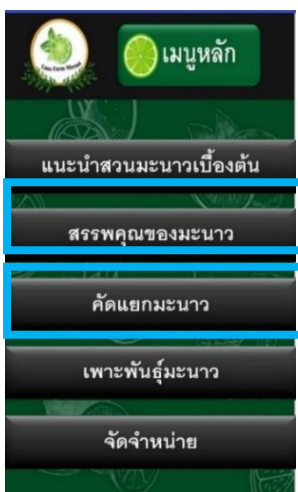 เมนูหลัก
แนะนำสวนมะนาวเบื้องต้น
สรรพคุณของมะนาว
คัดแยกมะนาว
เพาะพันธุ์มะนาว
จัดจำหน่าย